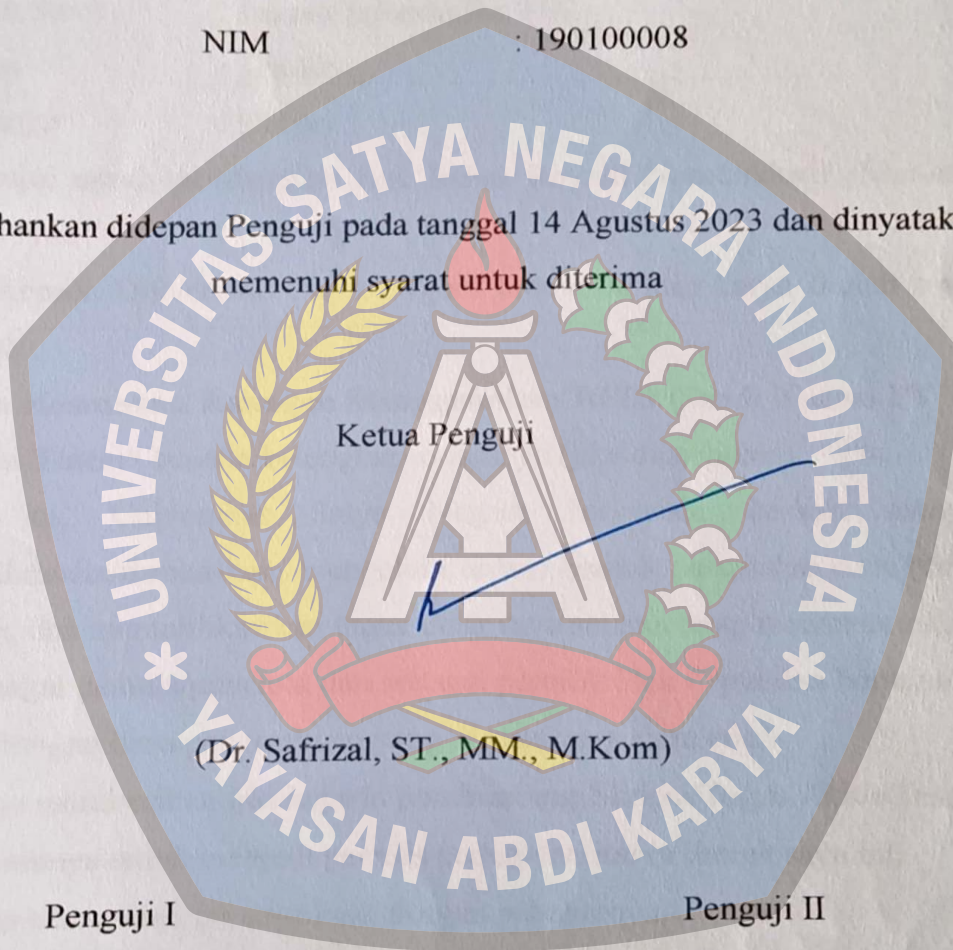 NIM : 190100008
UNIVERSITAS SATYA NEGARA INDONESIA
hankan didepan Penguji pada tanggal 14 Agustus 2023 dan dinyatak
memenuhi syarat untuk diterima
Ketua Penguji
(Dr. Safrizal, ST., MM., M.Kom)
* YAYASAN ABDI KARYA *
Penguji I Penguji II